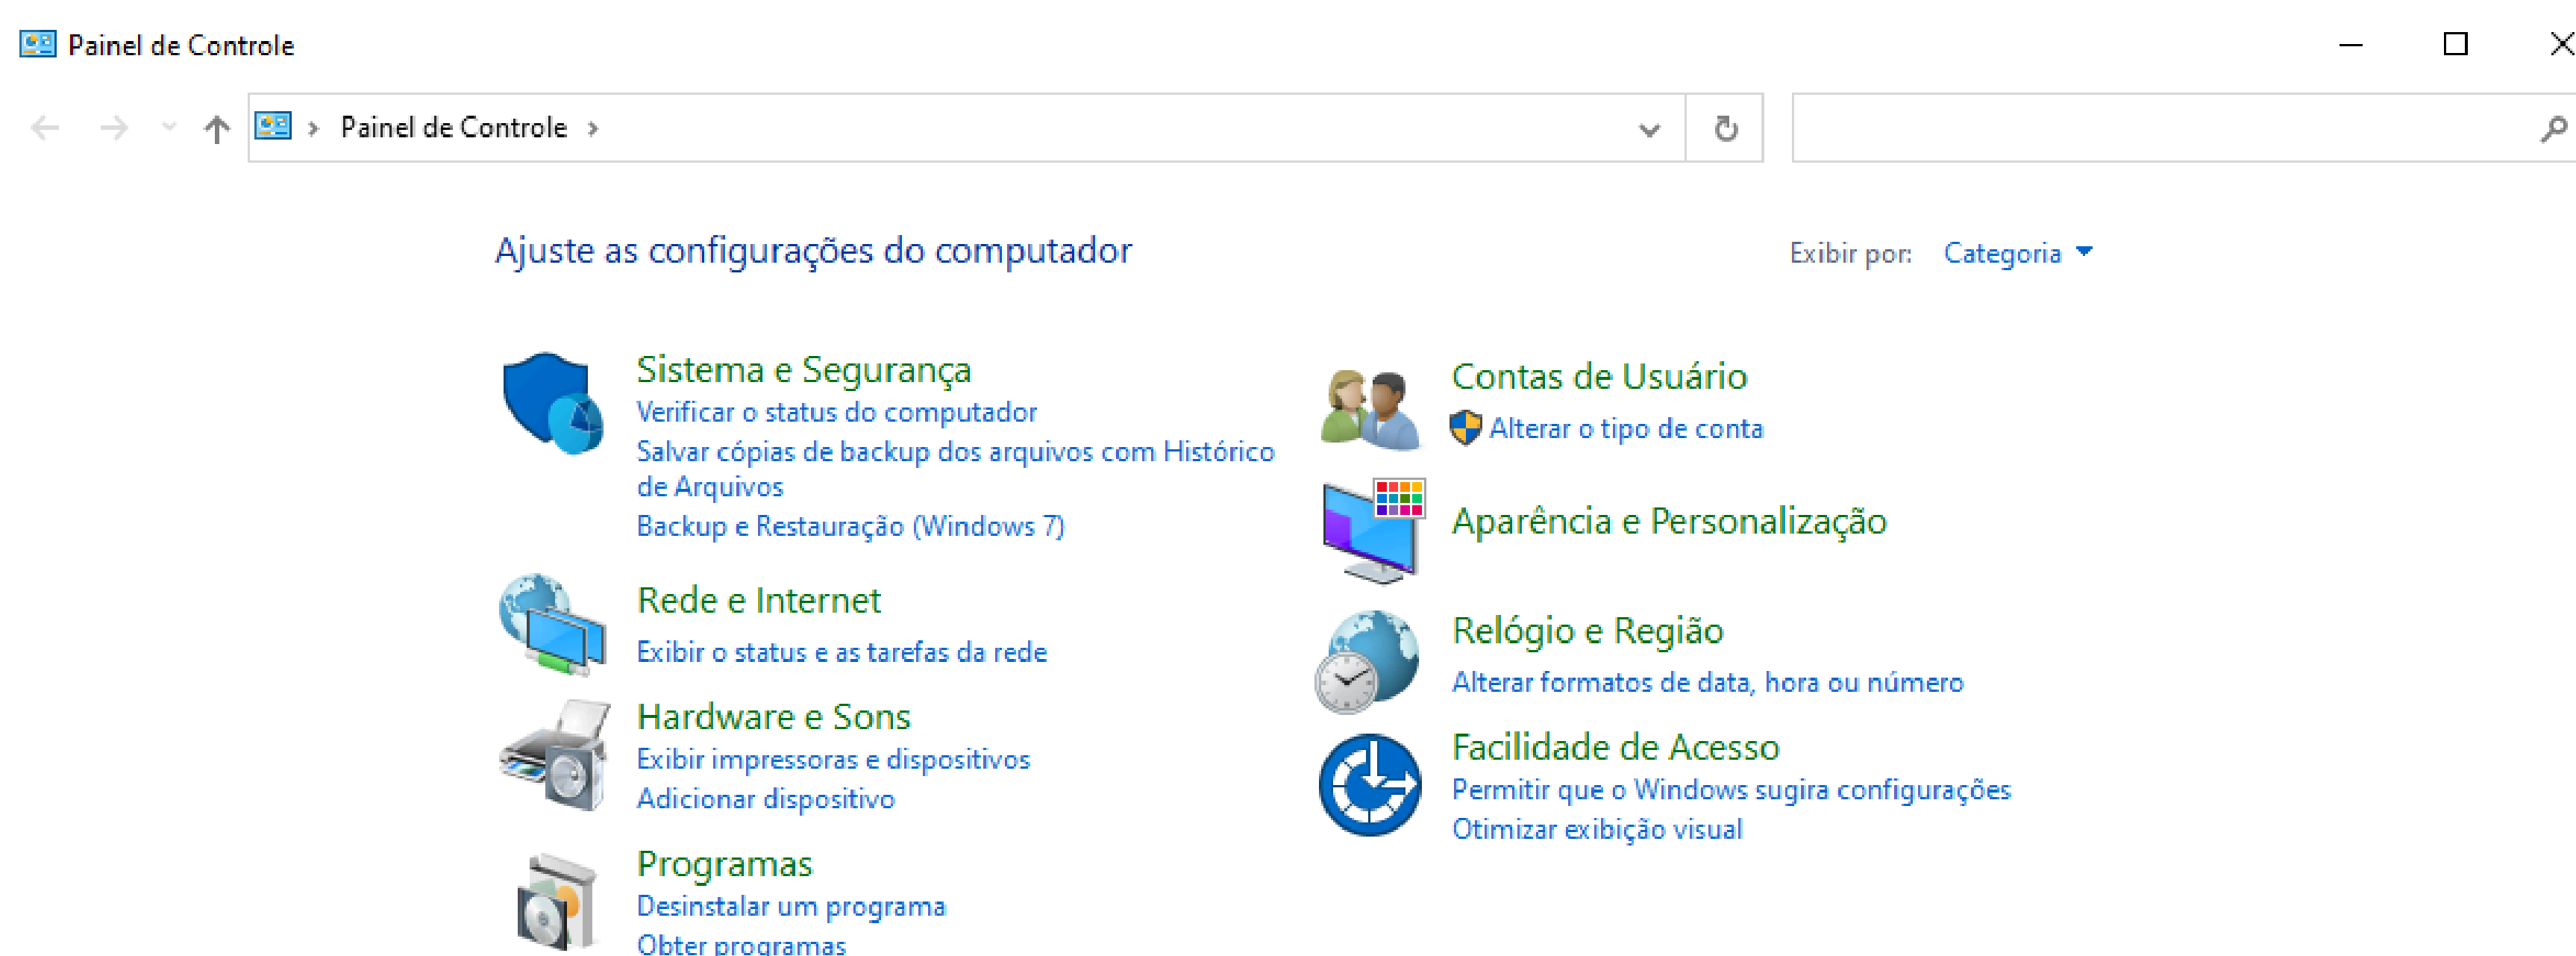 Painel de Controle
Painel de Controle
Ajuste as configurações do computador
Exibir por: Categoria
Sistema e Segurança
Verificar o status do computador
Salvar cópias de backup dos arquivos com Histórico
de Arquivos
Backup e Restauração (Windows 7)
Rede e Internet
Exibir o status e as tarefas da rede
Hardware e Sons
Exibir impressoras e dispositivos
Adicionar dispositivo
Programas
Desinstalar um programa
Obter programas
Contas de Usuário
Alterar o tipo de conta
Aparência e Personalização
Relógio e Região
Alterar formatos de data, hora ou número
Facilidade de Acesso
Permitir que o Windows sugira configurações
Otimizar exibição visual